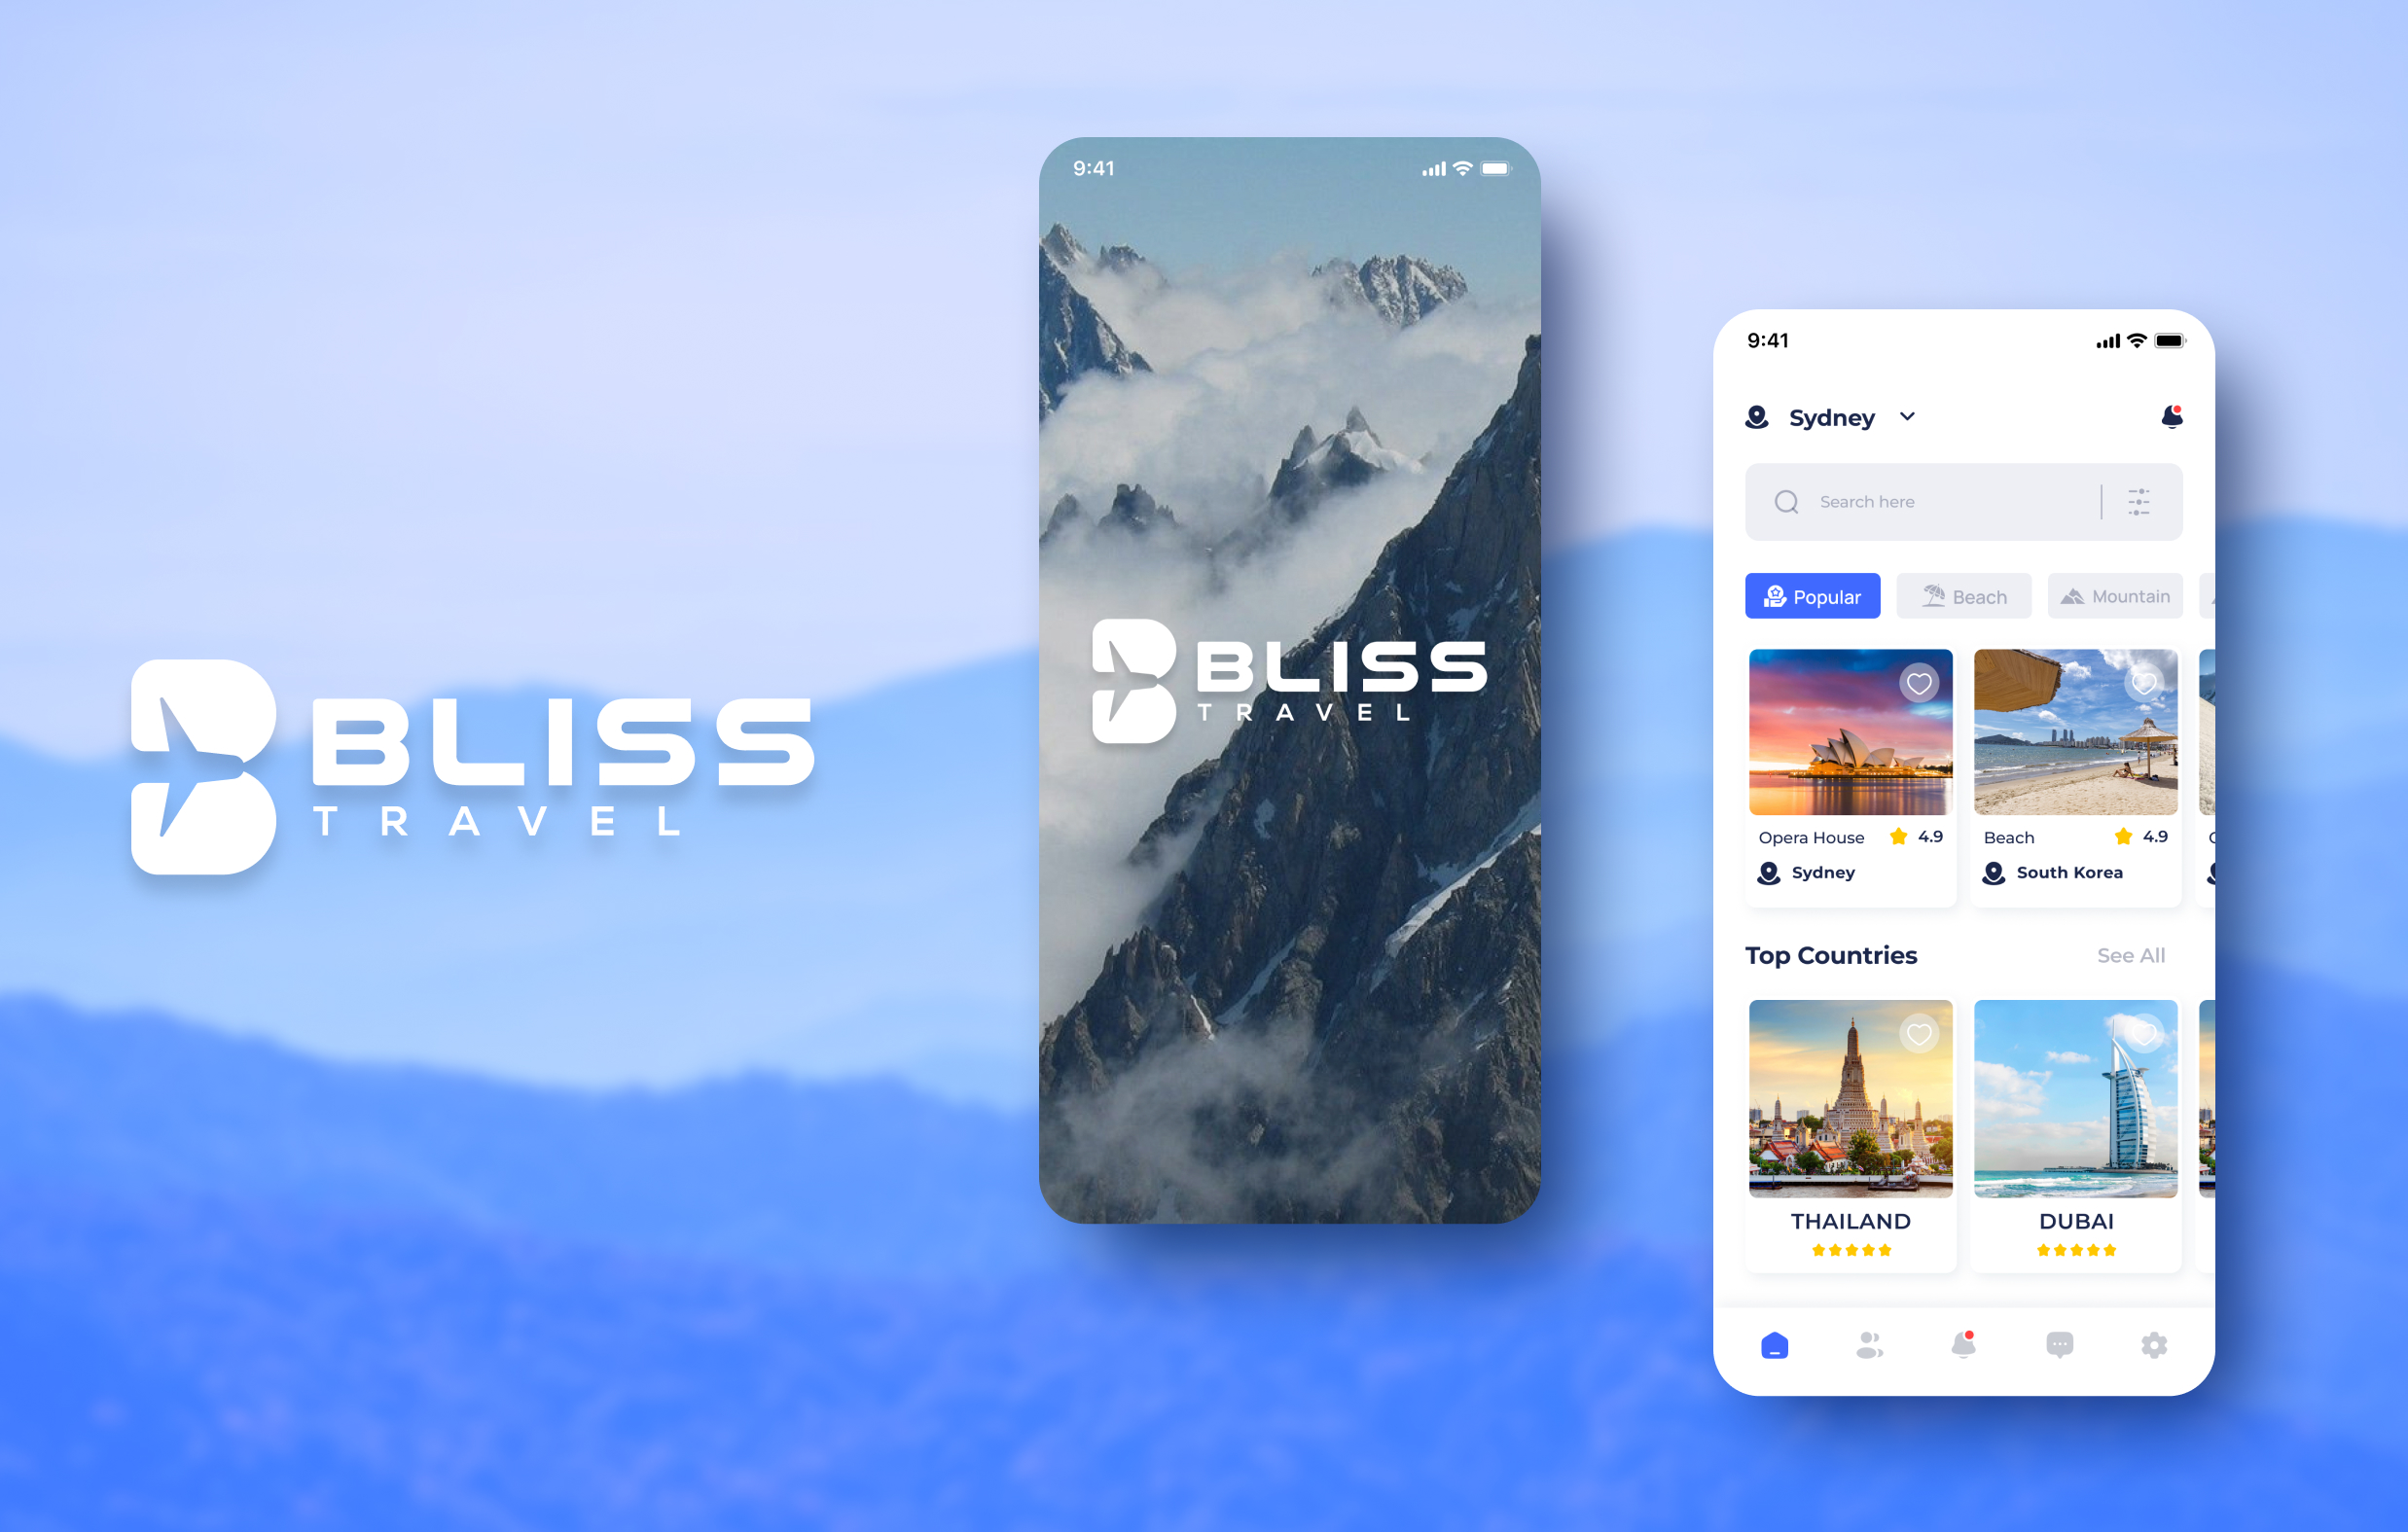 BLISS
TRAVEL
9:41
BLISS
TRAVEL
9:41
Sydney
Search here
Popular
Beach
Mountain
Opera House
4.9
Sydney
Beach
4.9
South Korea
Top Countries
See All
THAILAND
DUBAI